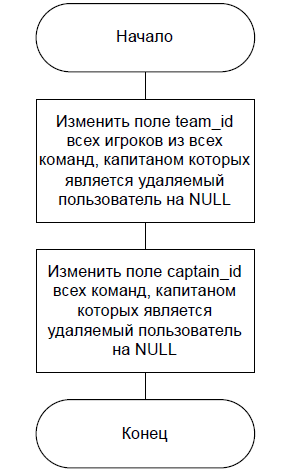 Начало
Изменить поле team_id
всех игроков из всех
команд, капитаном которых
является удаляемый
пользователь на NULL
Изменить поле captain_id
всех команд, капитаном
которых является
удаляемый пользователь
на NULL
Конец